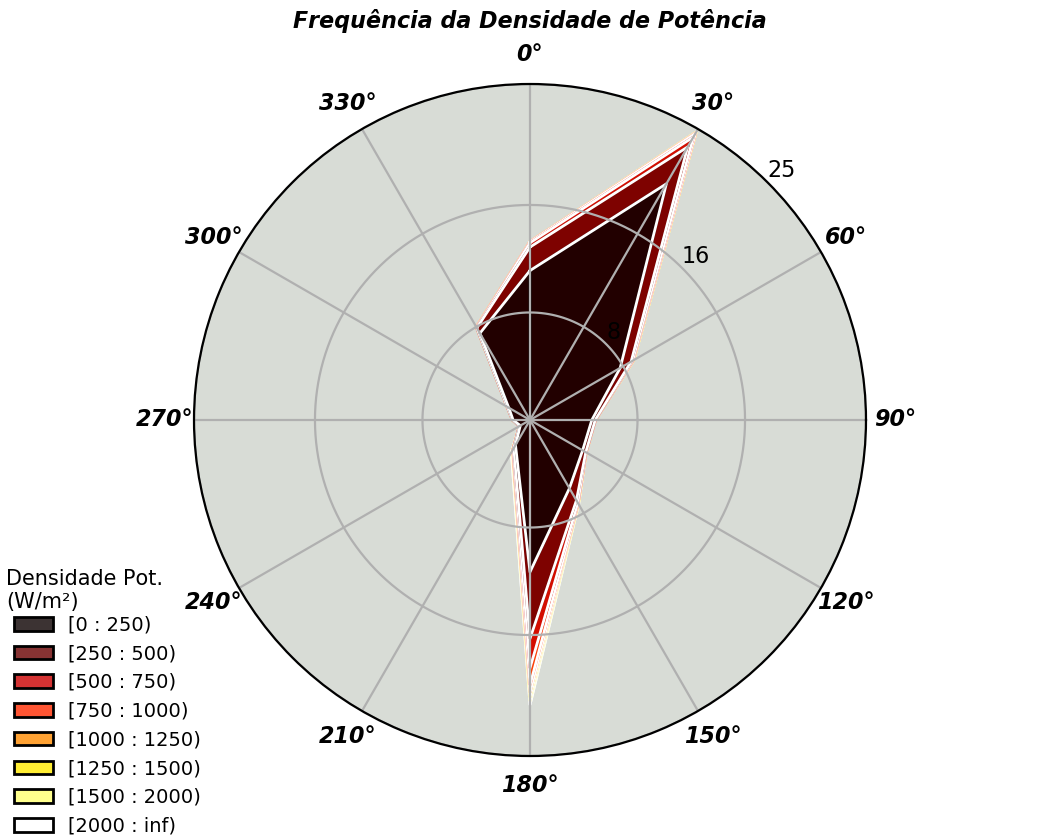 Frequência da Densidade de Potência
0°
330°
30°
25
300°
60°
16
8
270°
90°
240°
120°
210°
150°
180°
Densidade Pot.
(W/m²)
[0 : 250)
[250 : 500)
[500 : 750)
[750 : 1000)
[1000 : 1250)
[1250 : 1500)
[1500 : 2000)
[2000 : inf)